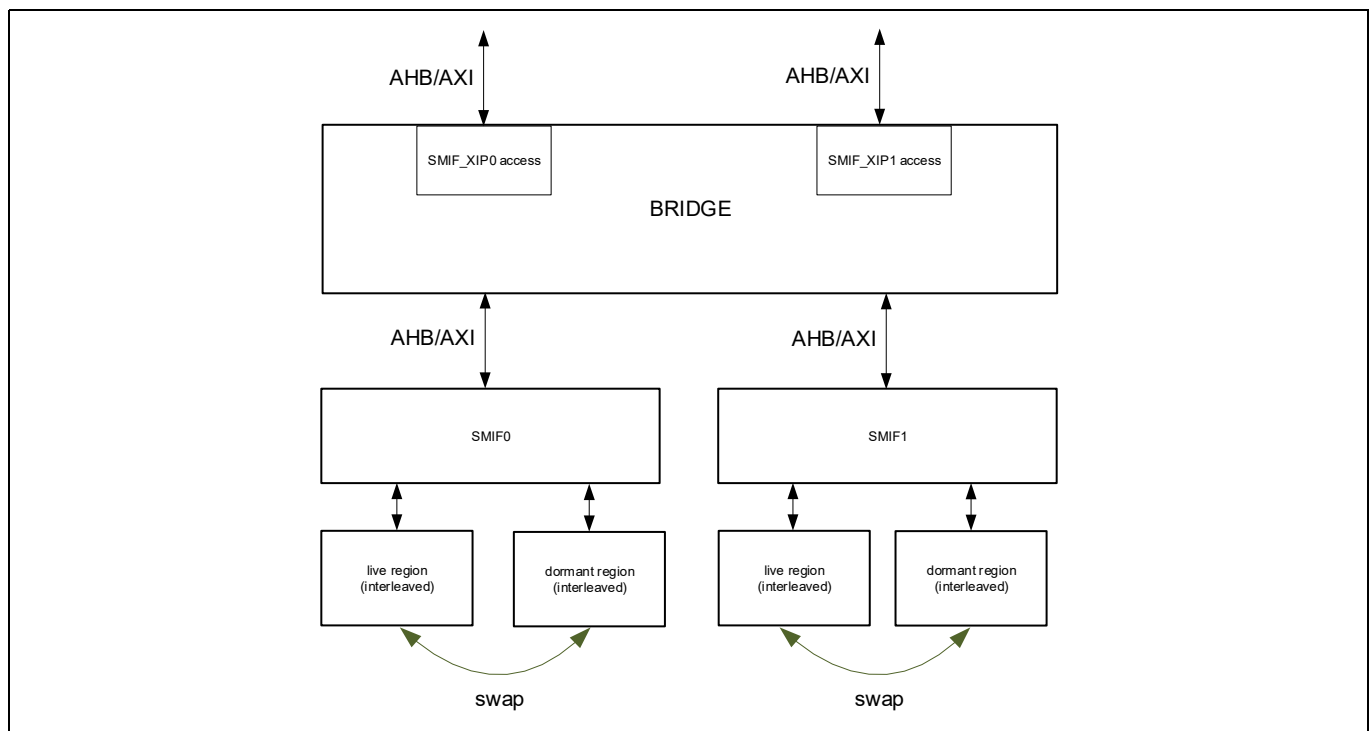 AHB/AXI
AHB/AXI
SMIF_XIP0 access
SMIF_XIP1 access
BRIDGE
AHB/AXI
AHB/AXI
SMIF0
SMIF1
live region
(interleaved)
dormant region
(interleaved)
live region
(interleaved)
dormant region
(interleaved)
swap
swap